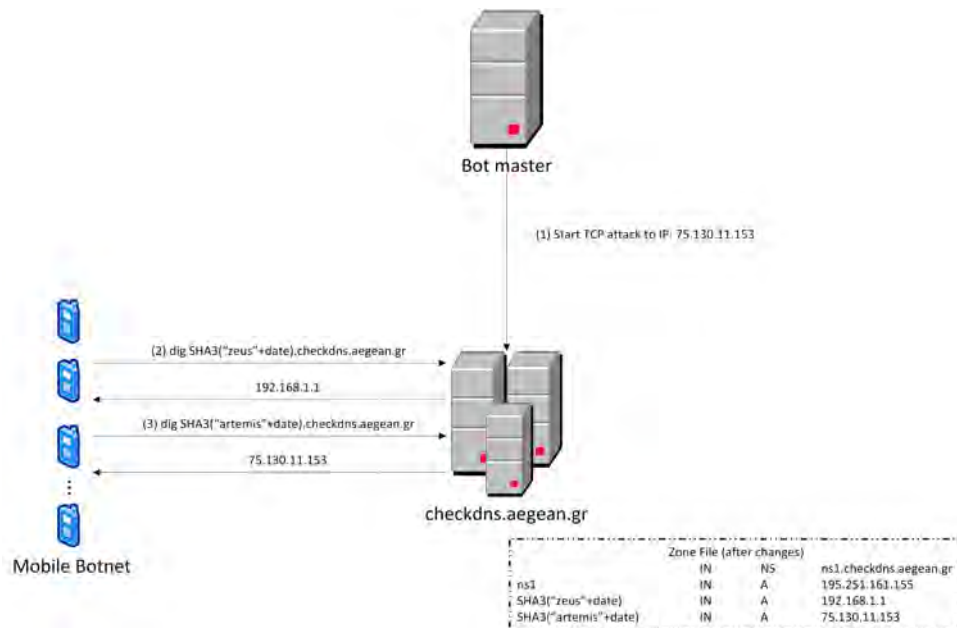 Bot master
(1) Start TCP attack to IP: 75.130.11.153
(2) dig SHA3("zeus"+date).checkdns.aegean.gr
192.168.1.1
(3) dig SHA3("artemis"+date).checkdns.aegean.gr
75.130.11.153
checkdns.aegean.gr
Mobile Botnet
Zone File (after changes)
IN NS ns1.checkdns.aegean.gr
ns1 IN A 195.251.161.155
SHA3("zeus"+date) IN A 192.168.1.1
SHA3("artemis"+date) IN A 75.130.11.153